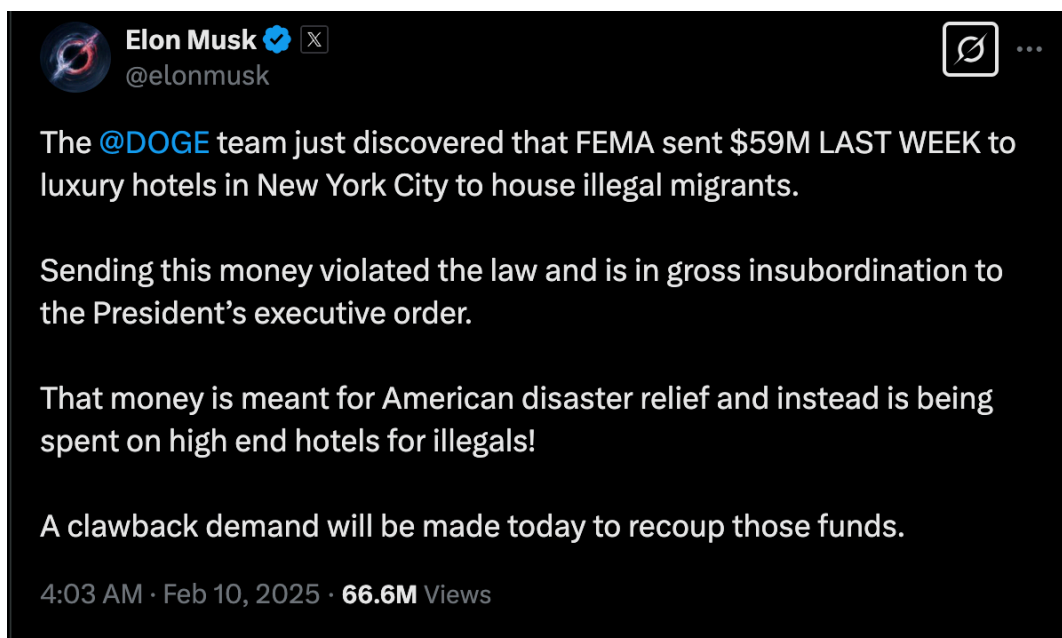 Elon Musk
@elonmusk
The @DOGE team just discovered that FEMA sent $59M LAST WEEK to
luxury hotels in New York City to house illegal migrants.
Sending this money violated the law and is in gross insubordination to
the President’s executive order.
That money is meant for American disaster relief and instead is being
spent on high end hotels for illegals!
A clawback demand will be made today to recoup those funds.
4:03 AM · Feb 10, 2025 · 66.6M Views